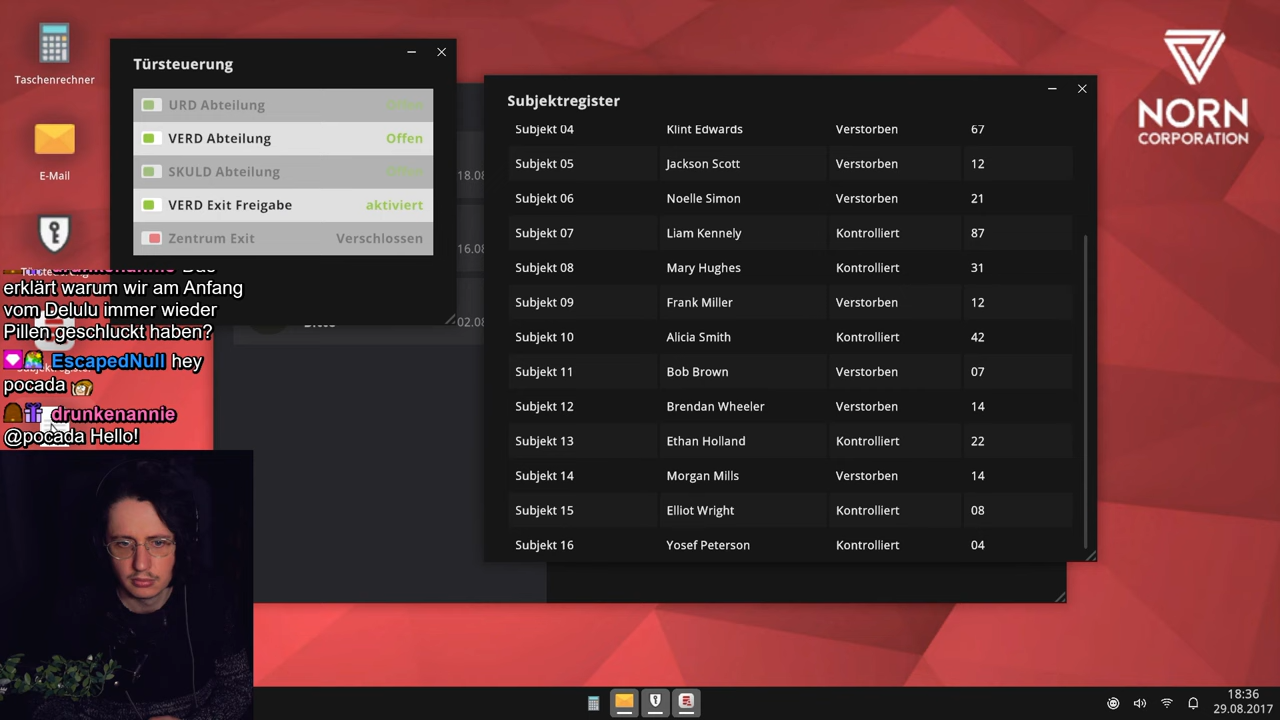 Taschenrechner
E-Mail
Türsteuerung
URD Abteilung Offen
VERD Abteilung Offen
SKULD Abteilung Offen
VERD Exit Freigabe aktiviert
Zentrum Exit Verschlossen
18.08
16.08
02.08
Subjektregister
Subjekt 04 Klint Edwards Verstorben 67
Subjekt 05 Jackson Scott Verstorben 12
Subjekt 06 Noelle Simon Verstorben 21
Subjekt 07 Liam Kennely Kontrolliert 87
Subjekt 08 Mary Hughes Kontrolliert 31
Subjekt 09 Frank Miller Verstorben 12
Subjekt 10 Alicia Smith Kontrolliert 42
Subjekt 11 Bob Brown Verstorben 07
Subjekt 12 Brendan Wheeler Verstorben 14
Subjekt 13 Ethan Holland Kontrolliert 22
Subjekt 14 Morgan Mills Verstorben 14
Subjekt 15 Elliot Wright Kontrolliert 08
Subjekt 16 Yosef Peterson Kontrolliert 04
NORN
CORPORATION
drunkenannie Das
erklärt warum wir am Anfang
vom Delulu immer wieder
Pillen geschluckt haben?
EscapedNull hey
pocada
drunkenannie
@pocada Hello!
18:36
29.08.2017